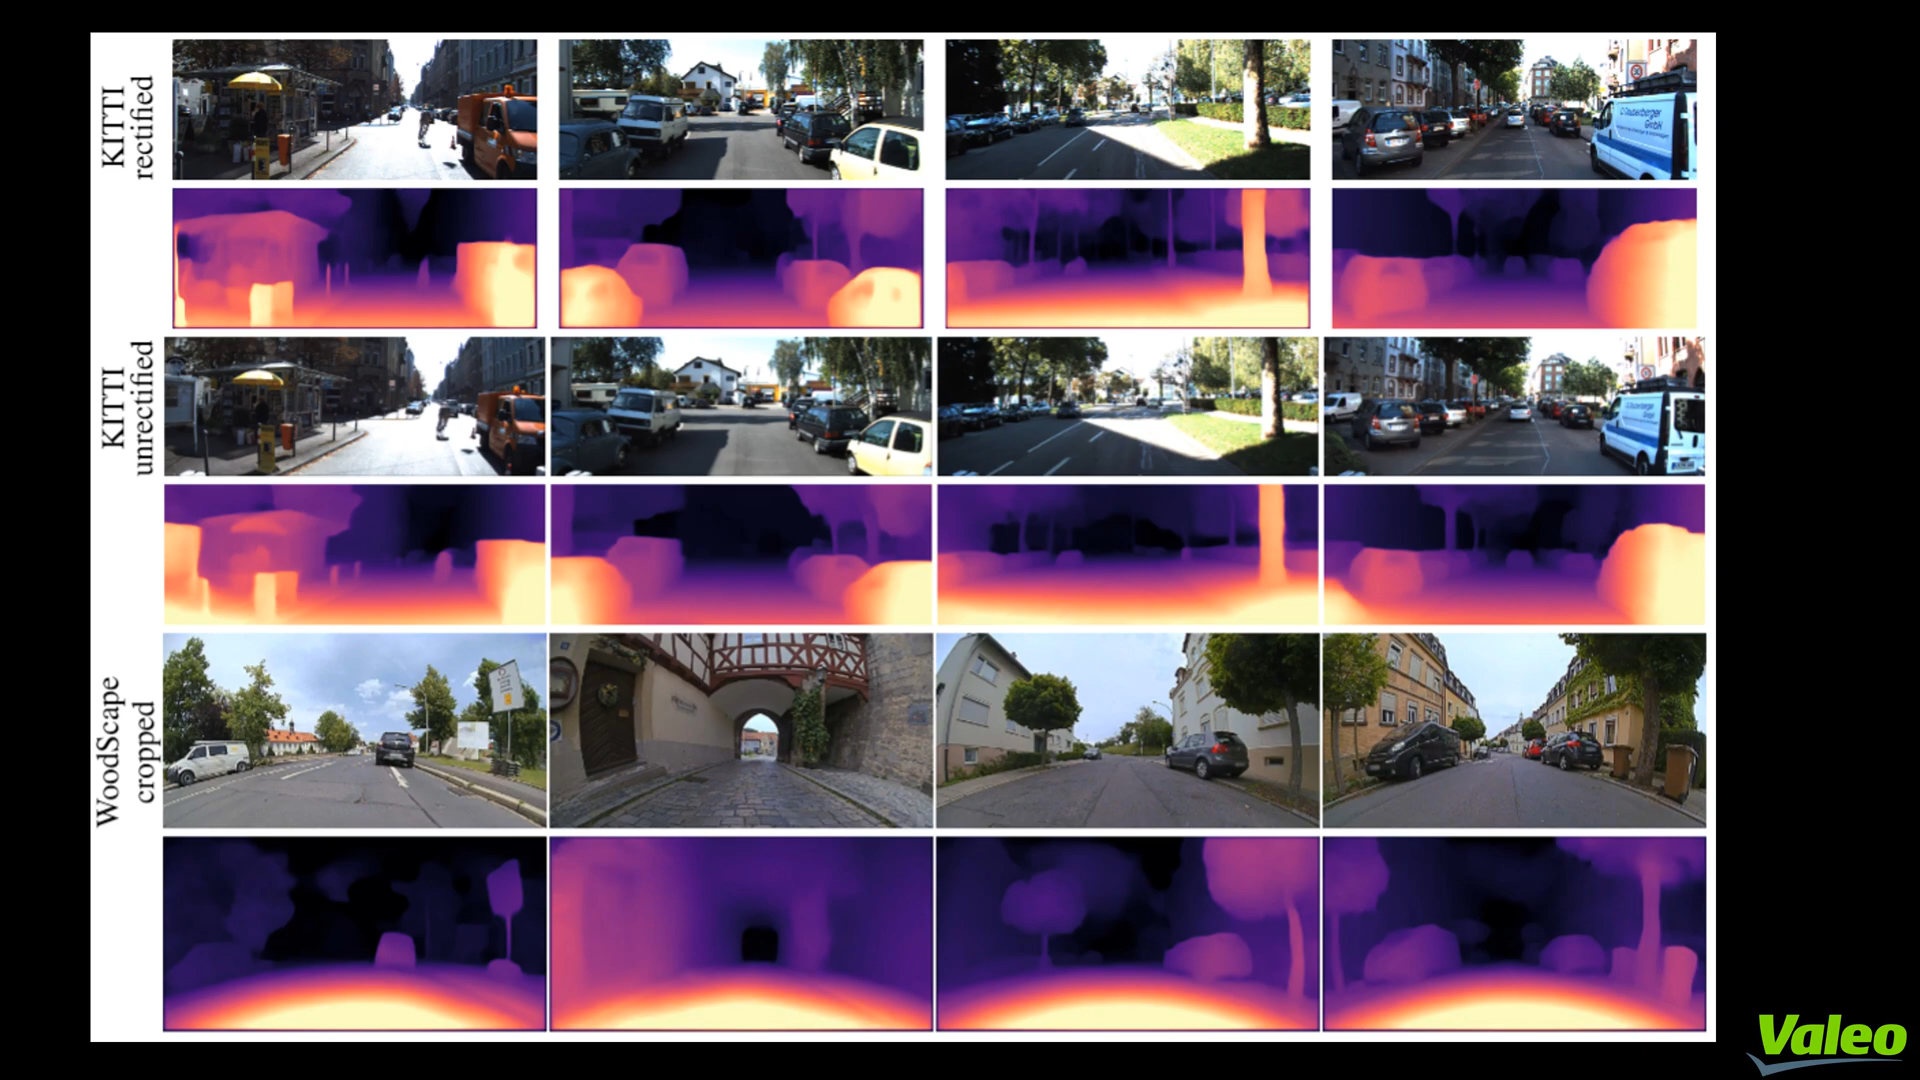 KITTI
rectified
KITTI
unrectified
WoodScape
cropped
Valeo